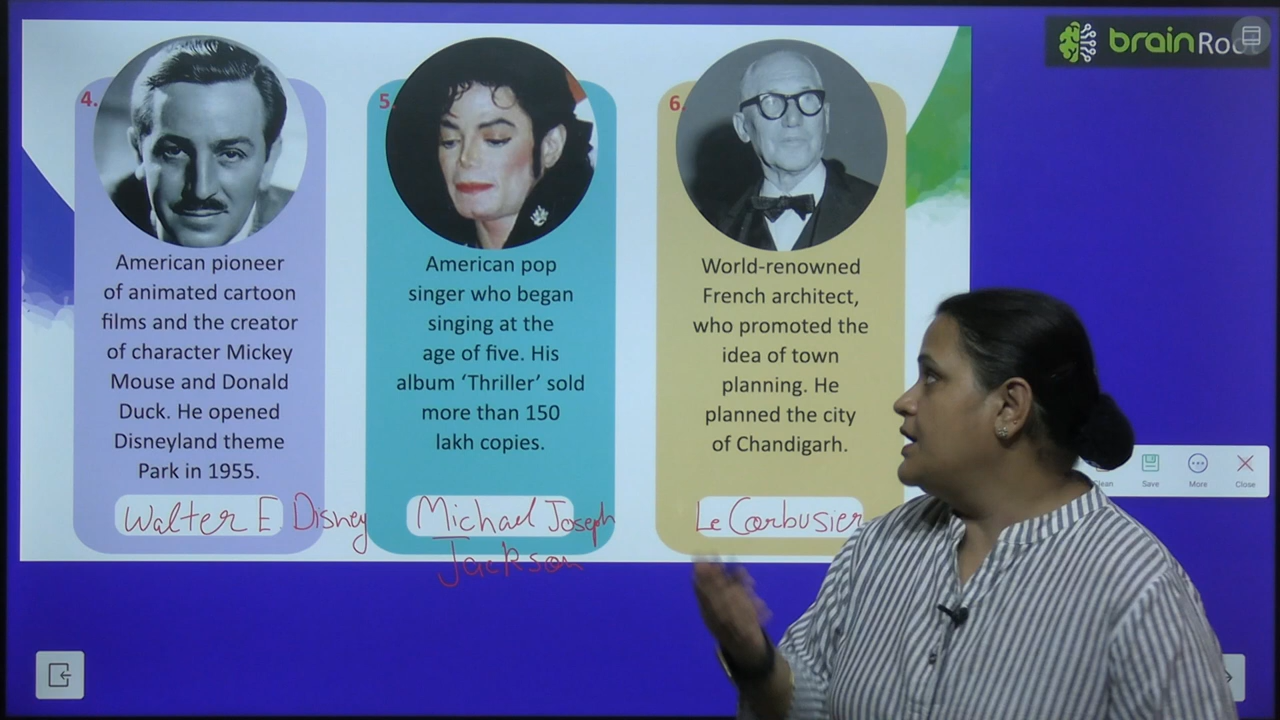 brainRoo
4.
American pioneer
of animated cartoon
films and the creator
of character Mickey
Mouse and Donald
Duck. He opened
Disneyland theme
Park in 1955.
Walter E. Disney
5.
American pop
singer who began
singing at the
age of five. His
album ‘Thriller’ sold
more than 150
lakh copies.
Michael Joseph
Jackson
6.
World-renowned
French architect,
who promoted the
idea of town
planning. He
planned the city
of Chandigarh.
Le Corbusier
Save
More
Close